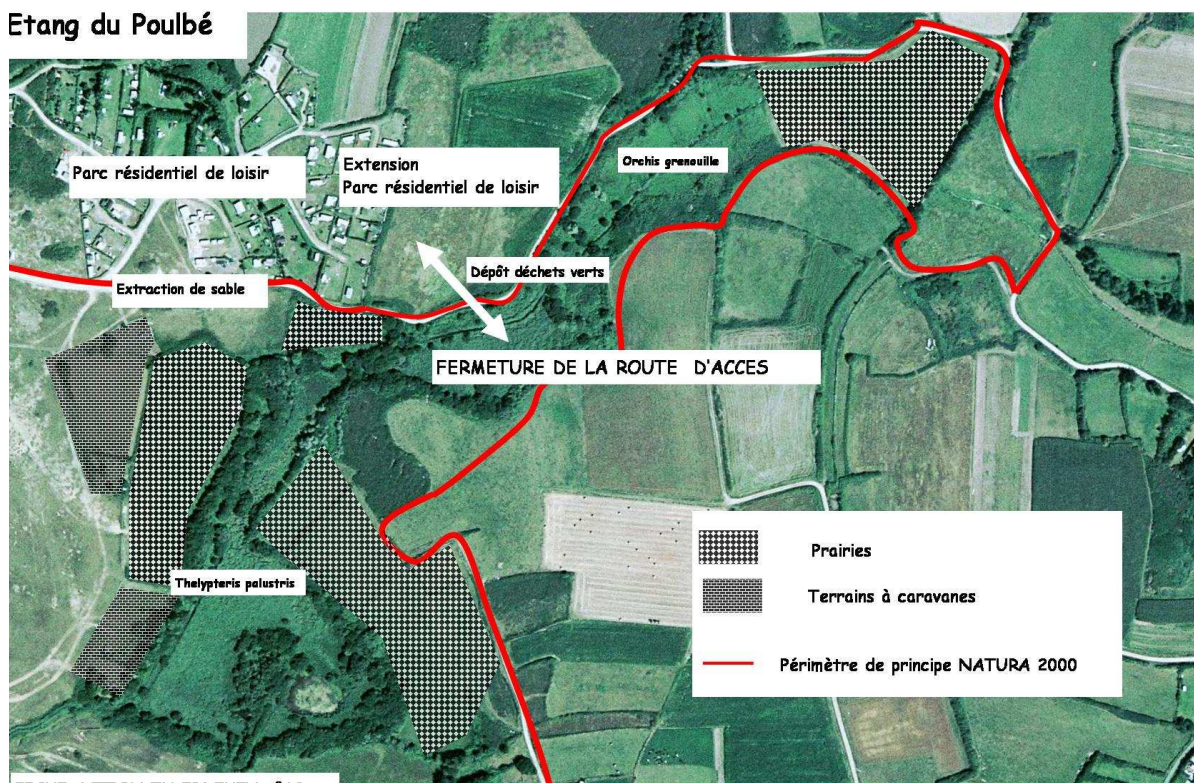 Etang du Poulbé
Parc résidentiel de loisir
Extension
Parc résidentiel de loisir
Orchis grenouille
Dépôt déchets verts
Extraction de sable
FERMETURE DE LA ROUTE D'ACCES
Thelypteris palustris
Prairies
Terrains à caravanes
Périmètre de principe NATURA 2000